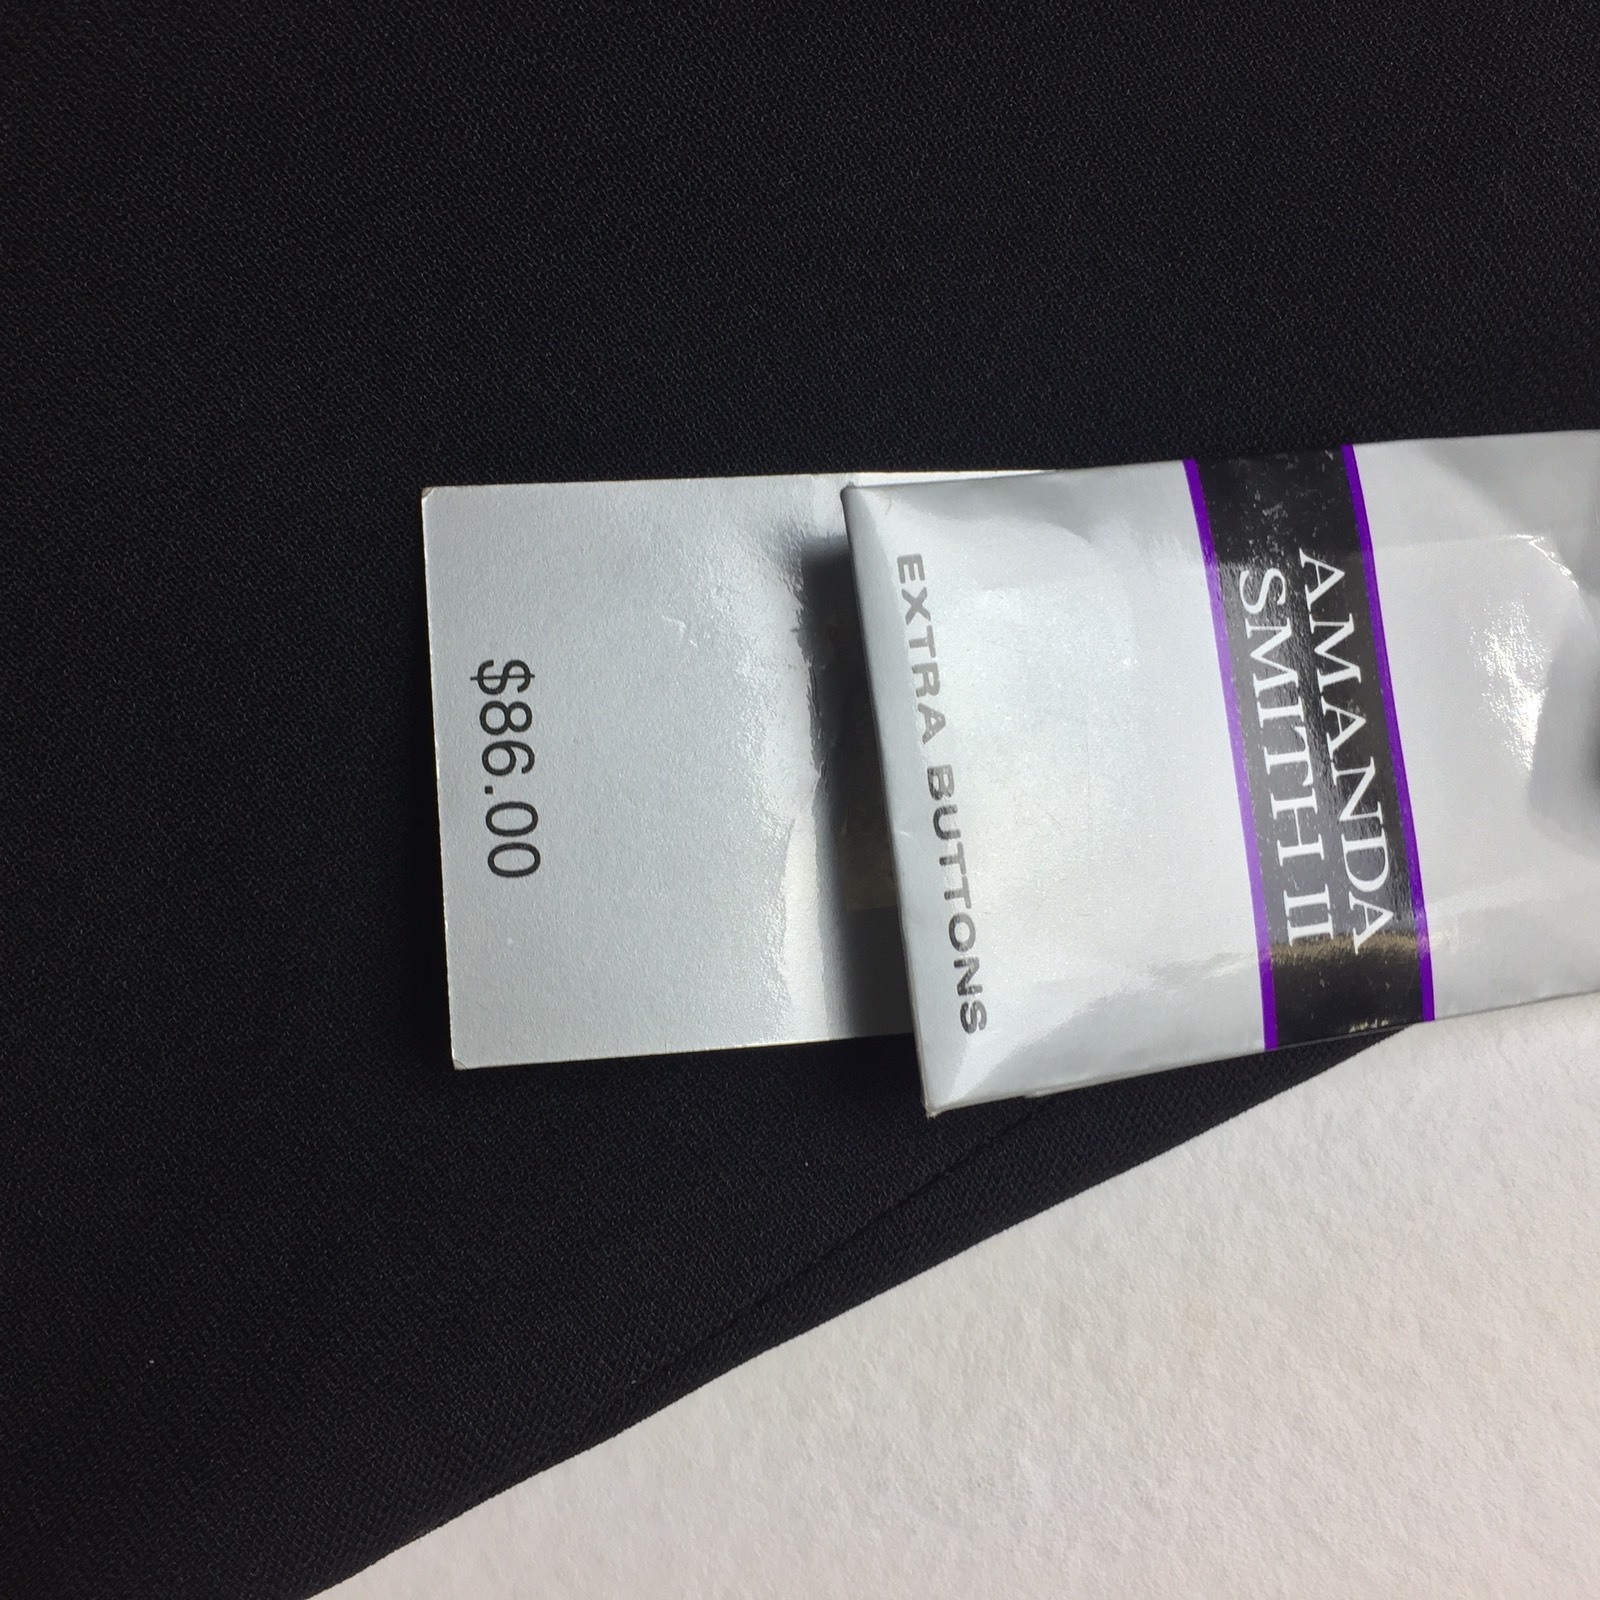 AMANDA
SMITH II
EXTRA BUTTONS
$86.00